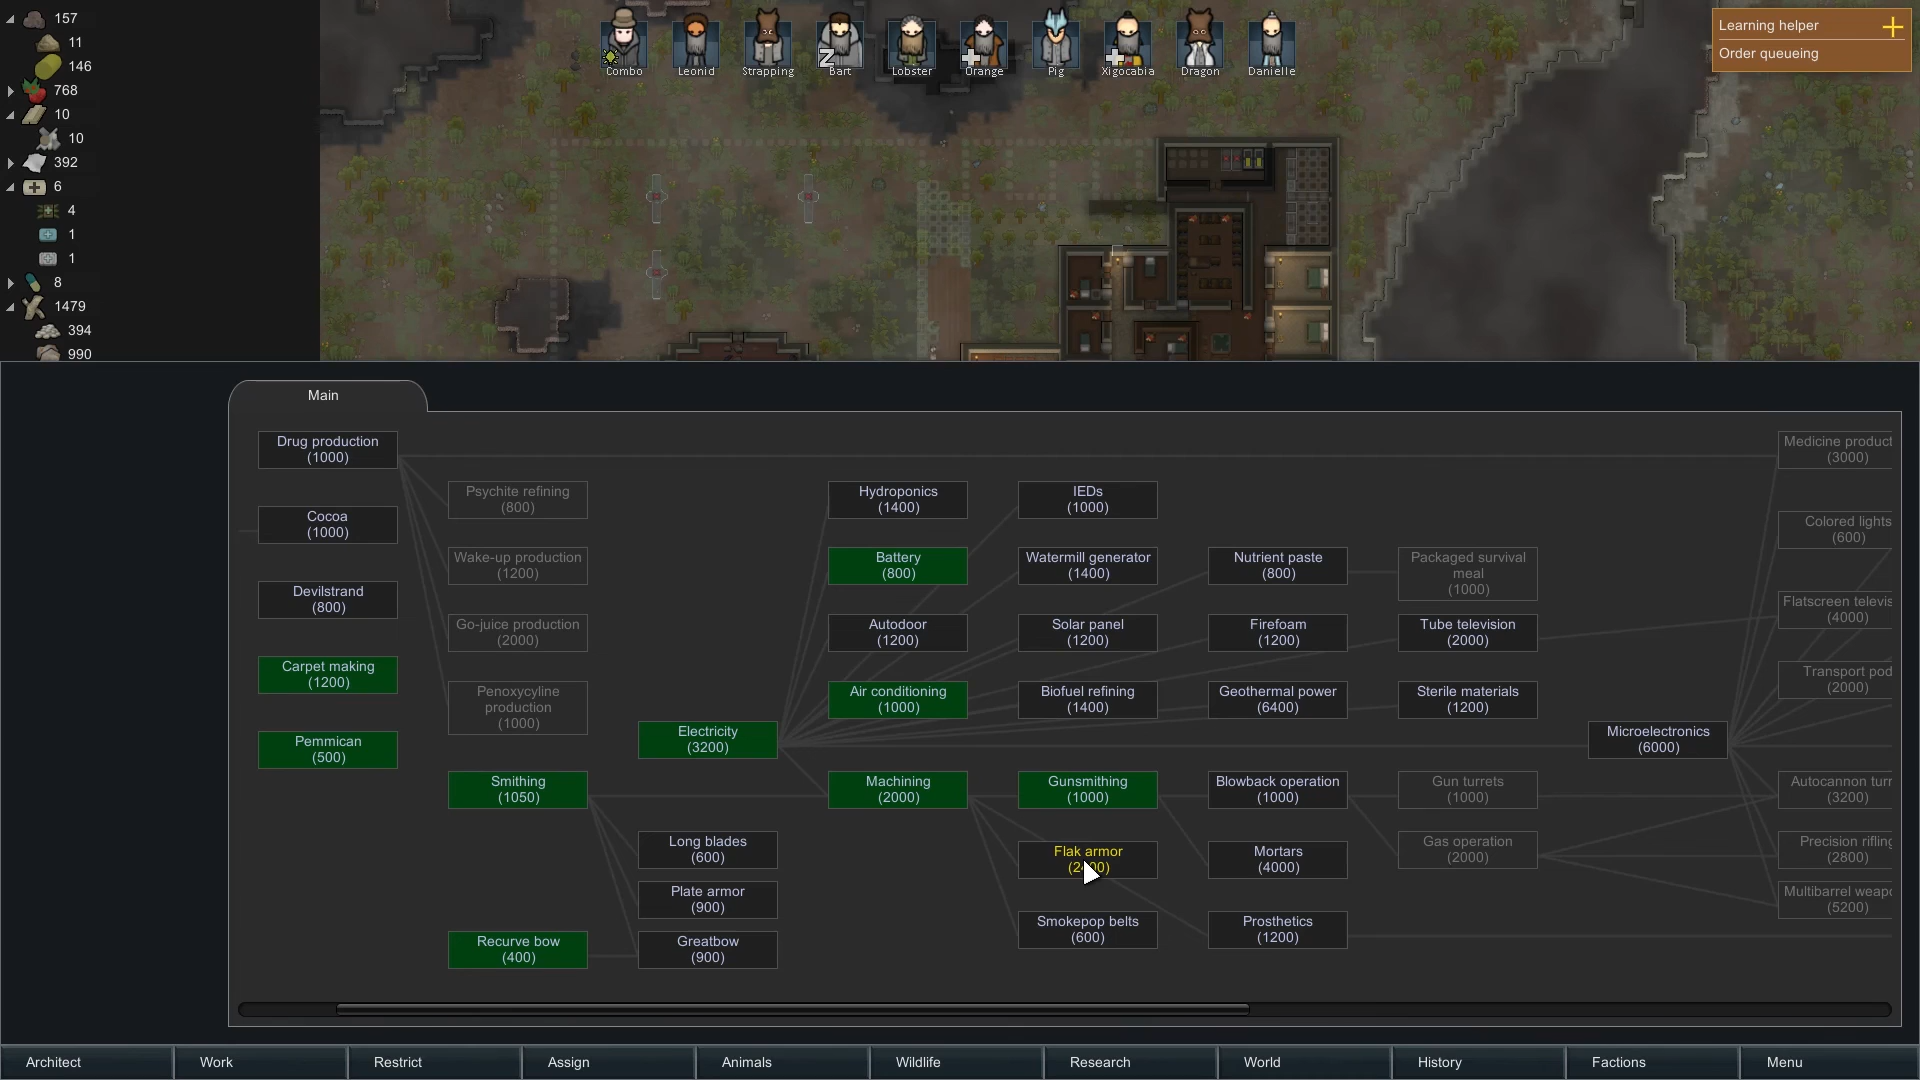 157
11
146
768
10
10
392
6
4
1
1
8
1479
394
990
Combo
Leonid
Strapping
Z
Bart
Lobster
Orange
Pig
Xigocabia
Dragon
Danielle
Learning helper
Order queueing
Main
Drug production
(1000)
Cocoa
(1000)
Devilstrand
(800)
Carpet making
(1200)
Pemmican
(500)
Psychite refining
(800)
Wake-up production
(1200)
Go-juice production
(2000)
Penoxycyline
production
(1000)
Smithing
(1050)
Recurve bow
(400)
Electricity
(3200)
Long blades
(600)
Plate armor
(900)
Greatbow
(900)
Hydroponics
(1400)
Battery
(800)
Autodoor
(1200)
Air conditioning
(1000)
Machining
(2000)
IEDs
(1000)
Watermill generator
(1400)
Solar panel
(1200)
Biofuel refining
(1400)
Gunsmithing
(1000)
Flak armor
Smokepop belts
(600)
Nutrient paste
(800)
Firefoam
(1200)
Geothermal power
(6400)
Blowback operation
(1000)
Mortars
(4000)
Prosthetics
(1200)
Packaged survival
meal
(1000)
Tube television
(2000)
Sterile materials
(1200)
Gun turrets
(1000)
Gas operation
(2000)
Microelectronics
(6000)
Medicine product
(3000)
Colored lights
(600)
Flatscreen televis
(4000)
Transport pod
(2000)
Autocannon turr
(3200)
Precision rifling
(2800)
Multibarrel weapo
(5200)
Architect
Work
Restrict
Assign
Animals
Wildlife
Research
World
History
Factions
Menu